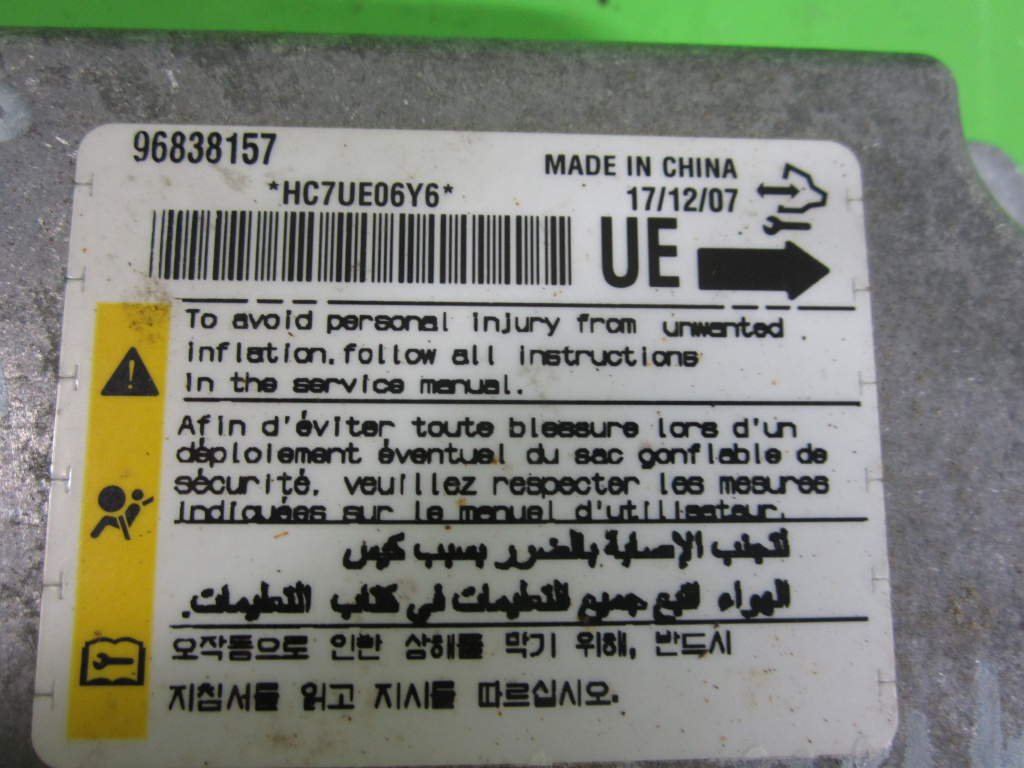 96838157
MADE IN CHINA
*HC7UE06Y6*
17/12/07
UE
To avoid personal injury from unwanted
inflation, follow all instructions
in the service manual.
Afin d'éviter toute blessure lors d'un
déploiement éventuel du sac gonflable de
sécurité, veuillez respecter les mesures
indiquées sur le manuel d'utilisateur.
لتجنب الإصابة بالضرر بسبب كيس
الهواء اتبع جميع التعليمات في كتاب التعليمات.
오작동으로 인한 상해를 막기 위해, 반드시
지침서를 읽고 지시를 따르십시오.